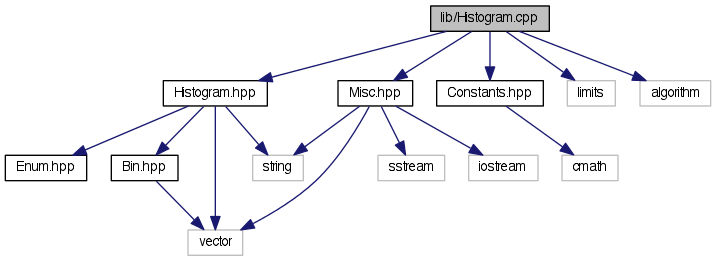 lib/Histogram.cpp
Histogram.hpp
Misc.hpp
Constants.hpp
limits
algorithm
Enum.hpp
Bin.hpp
string
sstream
iostream
cmath
vector